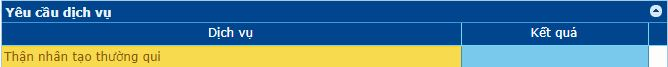 Yêu cầu dịch vụ
Dịch vụ Kết quả
Thận nhân tạo thường qui